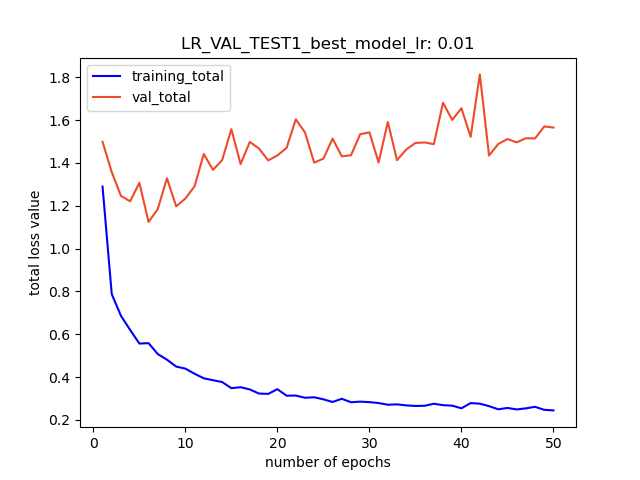 LR_VAL_TEST1_best_model_lr: 0.01
training_total
val_total
total loss value
1.8
1.6
1.4
1.2
1.0
0.8
0.6
0.4
0.2
0 10 20 30 40 50
number of epochs